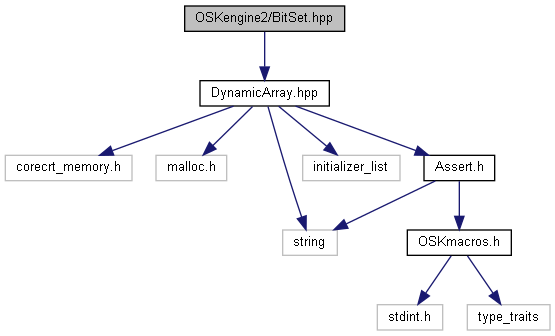 OSKengine2/BitSet.hpp
DynamicArray.hpp
corecrt_memory.h
malloc.h
initializer_list
Assert.h
string
OSKmacros.h
stdint.h
type_traits